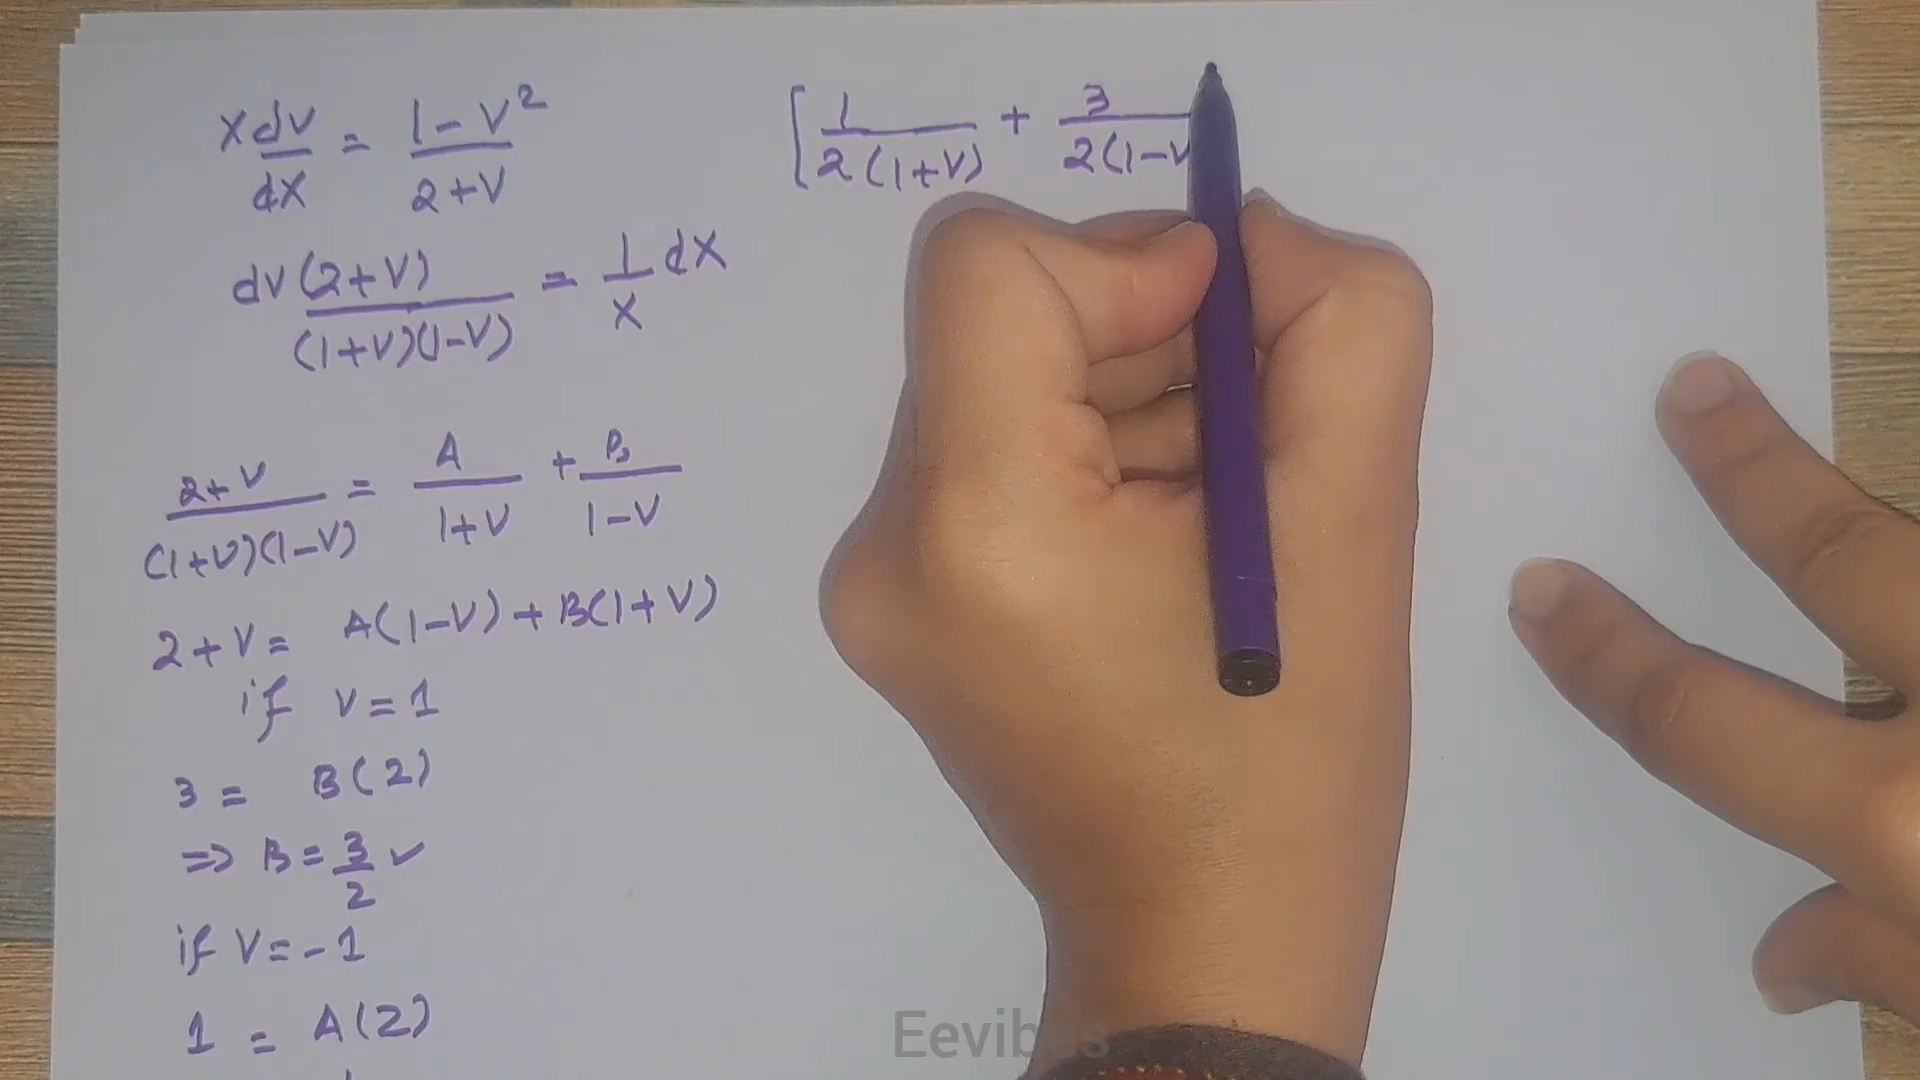 x dv/dx = 1-v²/2+v
dv (2+v)/(1+v)(1-v) = 1/x dx
2+v/(1+v)(1-v) = A/1+v + B/1-v
2+v = A(1-v)+B(1+v)
if v=1
3 = B(2)
=> B=3/2 ✓
if v=-1
1 = A(2)
[1/2(1+v) + 3/2(1-v
Eevibes